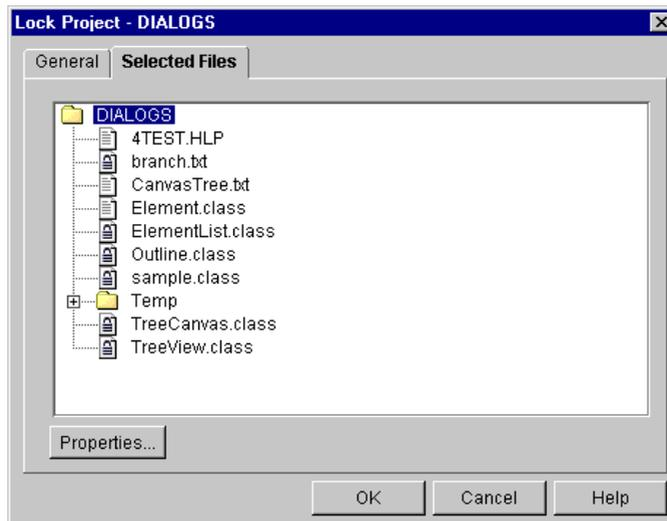 Lock Project - DIALOGS
General Selected Files
DIALOGS
4TEST.HLP
branch.txt
CanvasTree.txt
Element.class
ElementList.class
Outline.class
sample.class
Temp
TreeCanvas.class
TreeView.class
Properties...
OK Cancel Help